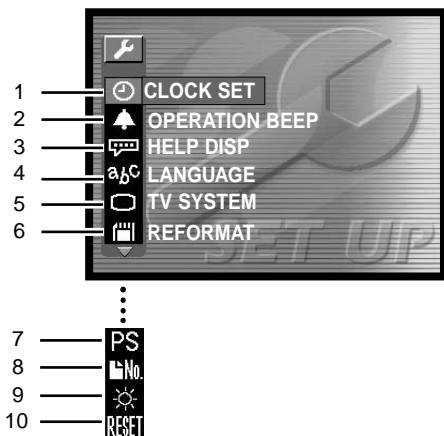 1 CLOCK SET
2 OPERATION BEEP
3 HELP DISP
4 abc LANGUAGE
5 TV SYSTEM
6 REFORMAT
SET UP
7 PS
8 No.
9
10 RESET